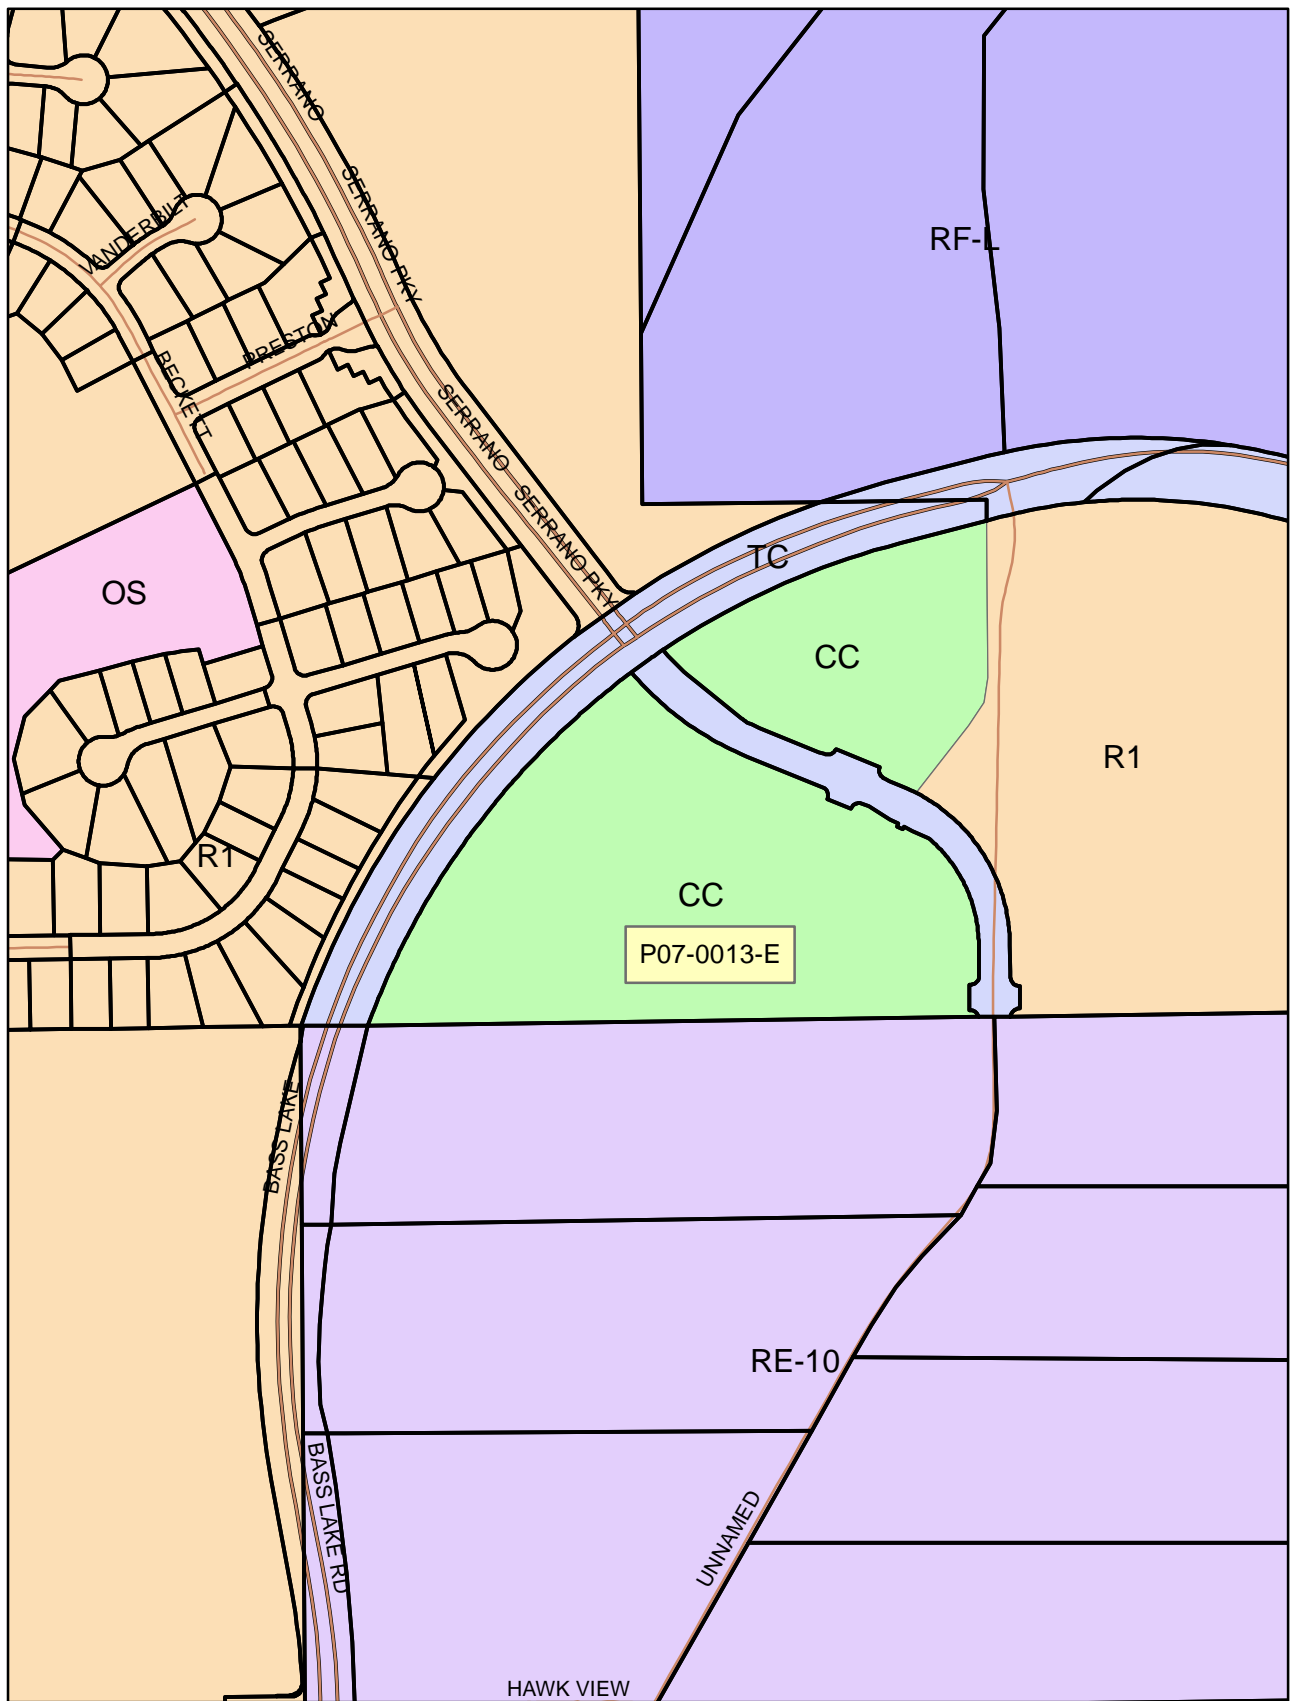 SERRANO
SERRANO PKY
VANDERBILT
RF-L
PRESTON
BECKETT
SERRANO
SERRANO PKY
TC
OS
CC
R1
R1
CC
P07-0013-E
BASS LAKE
RE-10
BASS LAKE RD
UNNAMED
HAWK VIEW